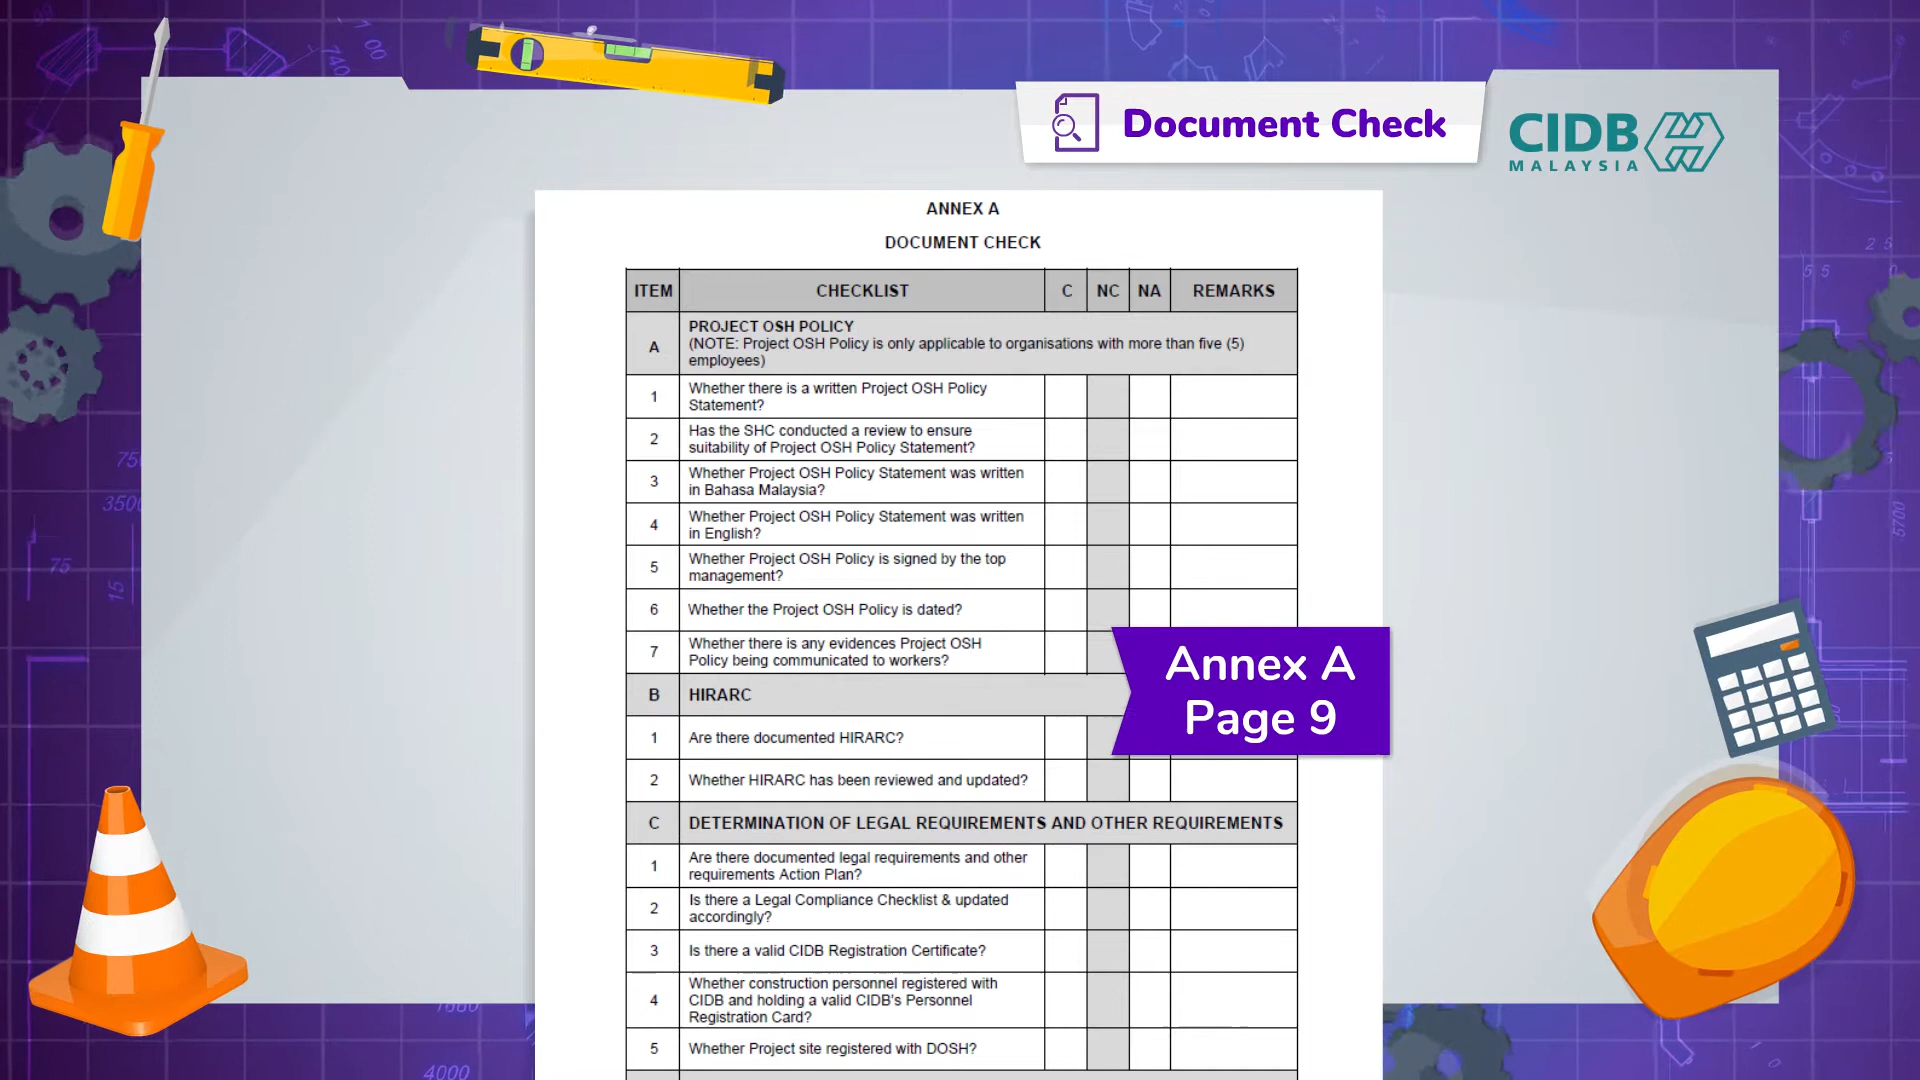 Document Check
CIDB
MALAYSIA
ANNEX A
DOCUMENT CHECK
ITEM CHECKLIST C NC NA REMARKS
A PROJECT OSH POLICY
(NOTE: Project OSH Policy is only applicable to organisations with more than five (5)
employees)
1 Whether there is a written Project OSH Policy
Statement?
2 Has the SHC conducted a review to ensure
suitability of Project OSH Policy Statement?
3 Whether Project OSH Policy Statement was written
in Bahasa Malaysia?
4 Whether Project OSH Policy Statement was written
in English?
5 Whether Project OSH Policy is signed by the top
management?
6 Whether the Project OSH Policy is dated?
7 Whether there is any evidences Project OSH
Policy being communicated to workers?
Annex A
Page 9
B HIRARC
1 Are there documented HIRARC?
2 Whether HIRARC has been reviewed and updated?
C DETERMINATION OF LEGAL REQUIREMENTS AND OTHER REQUIREMENTS
1 Are there documented legal requirements and other
requirements Action Plan?
2 Is there a Legal Compliance Checklist & updated
accordingly?
3 Is there a valid CIDB Registration Certificate?
4 Whether construction personnel registered with
CIDB and holding a valid CIDB's Personnel
Registration Card?
5 Whether Project site registered with DOSH?
3500
75
15
4000
5700